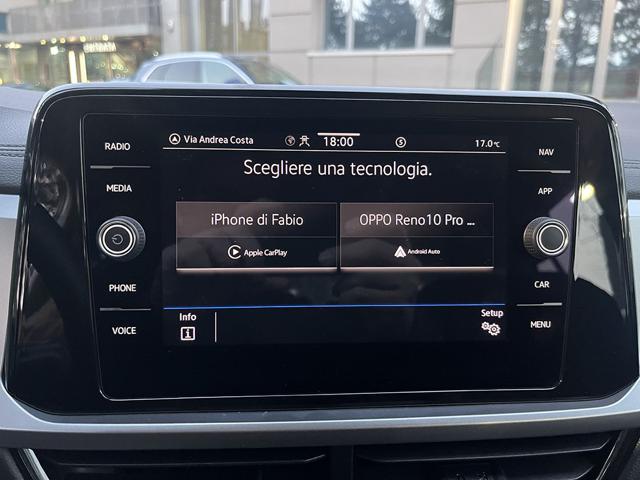 RADIO
MEDIA
PHONE
VOICE
Via Andrea Costa
18:00
17.0°C
Scegliere una tecnologia.
iPhone di Fabio
Apple CarPlay
OPPO Reno10 Pro ...
Android Auto
Info
Setup
NAV
APP
CAR
MENU